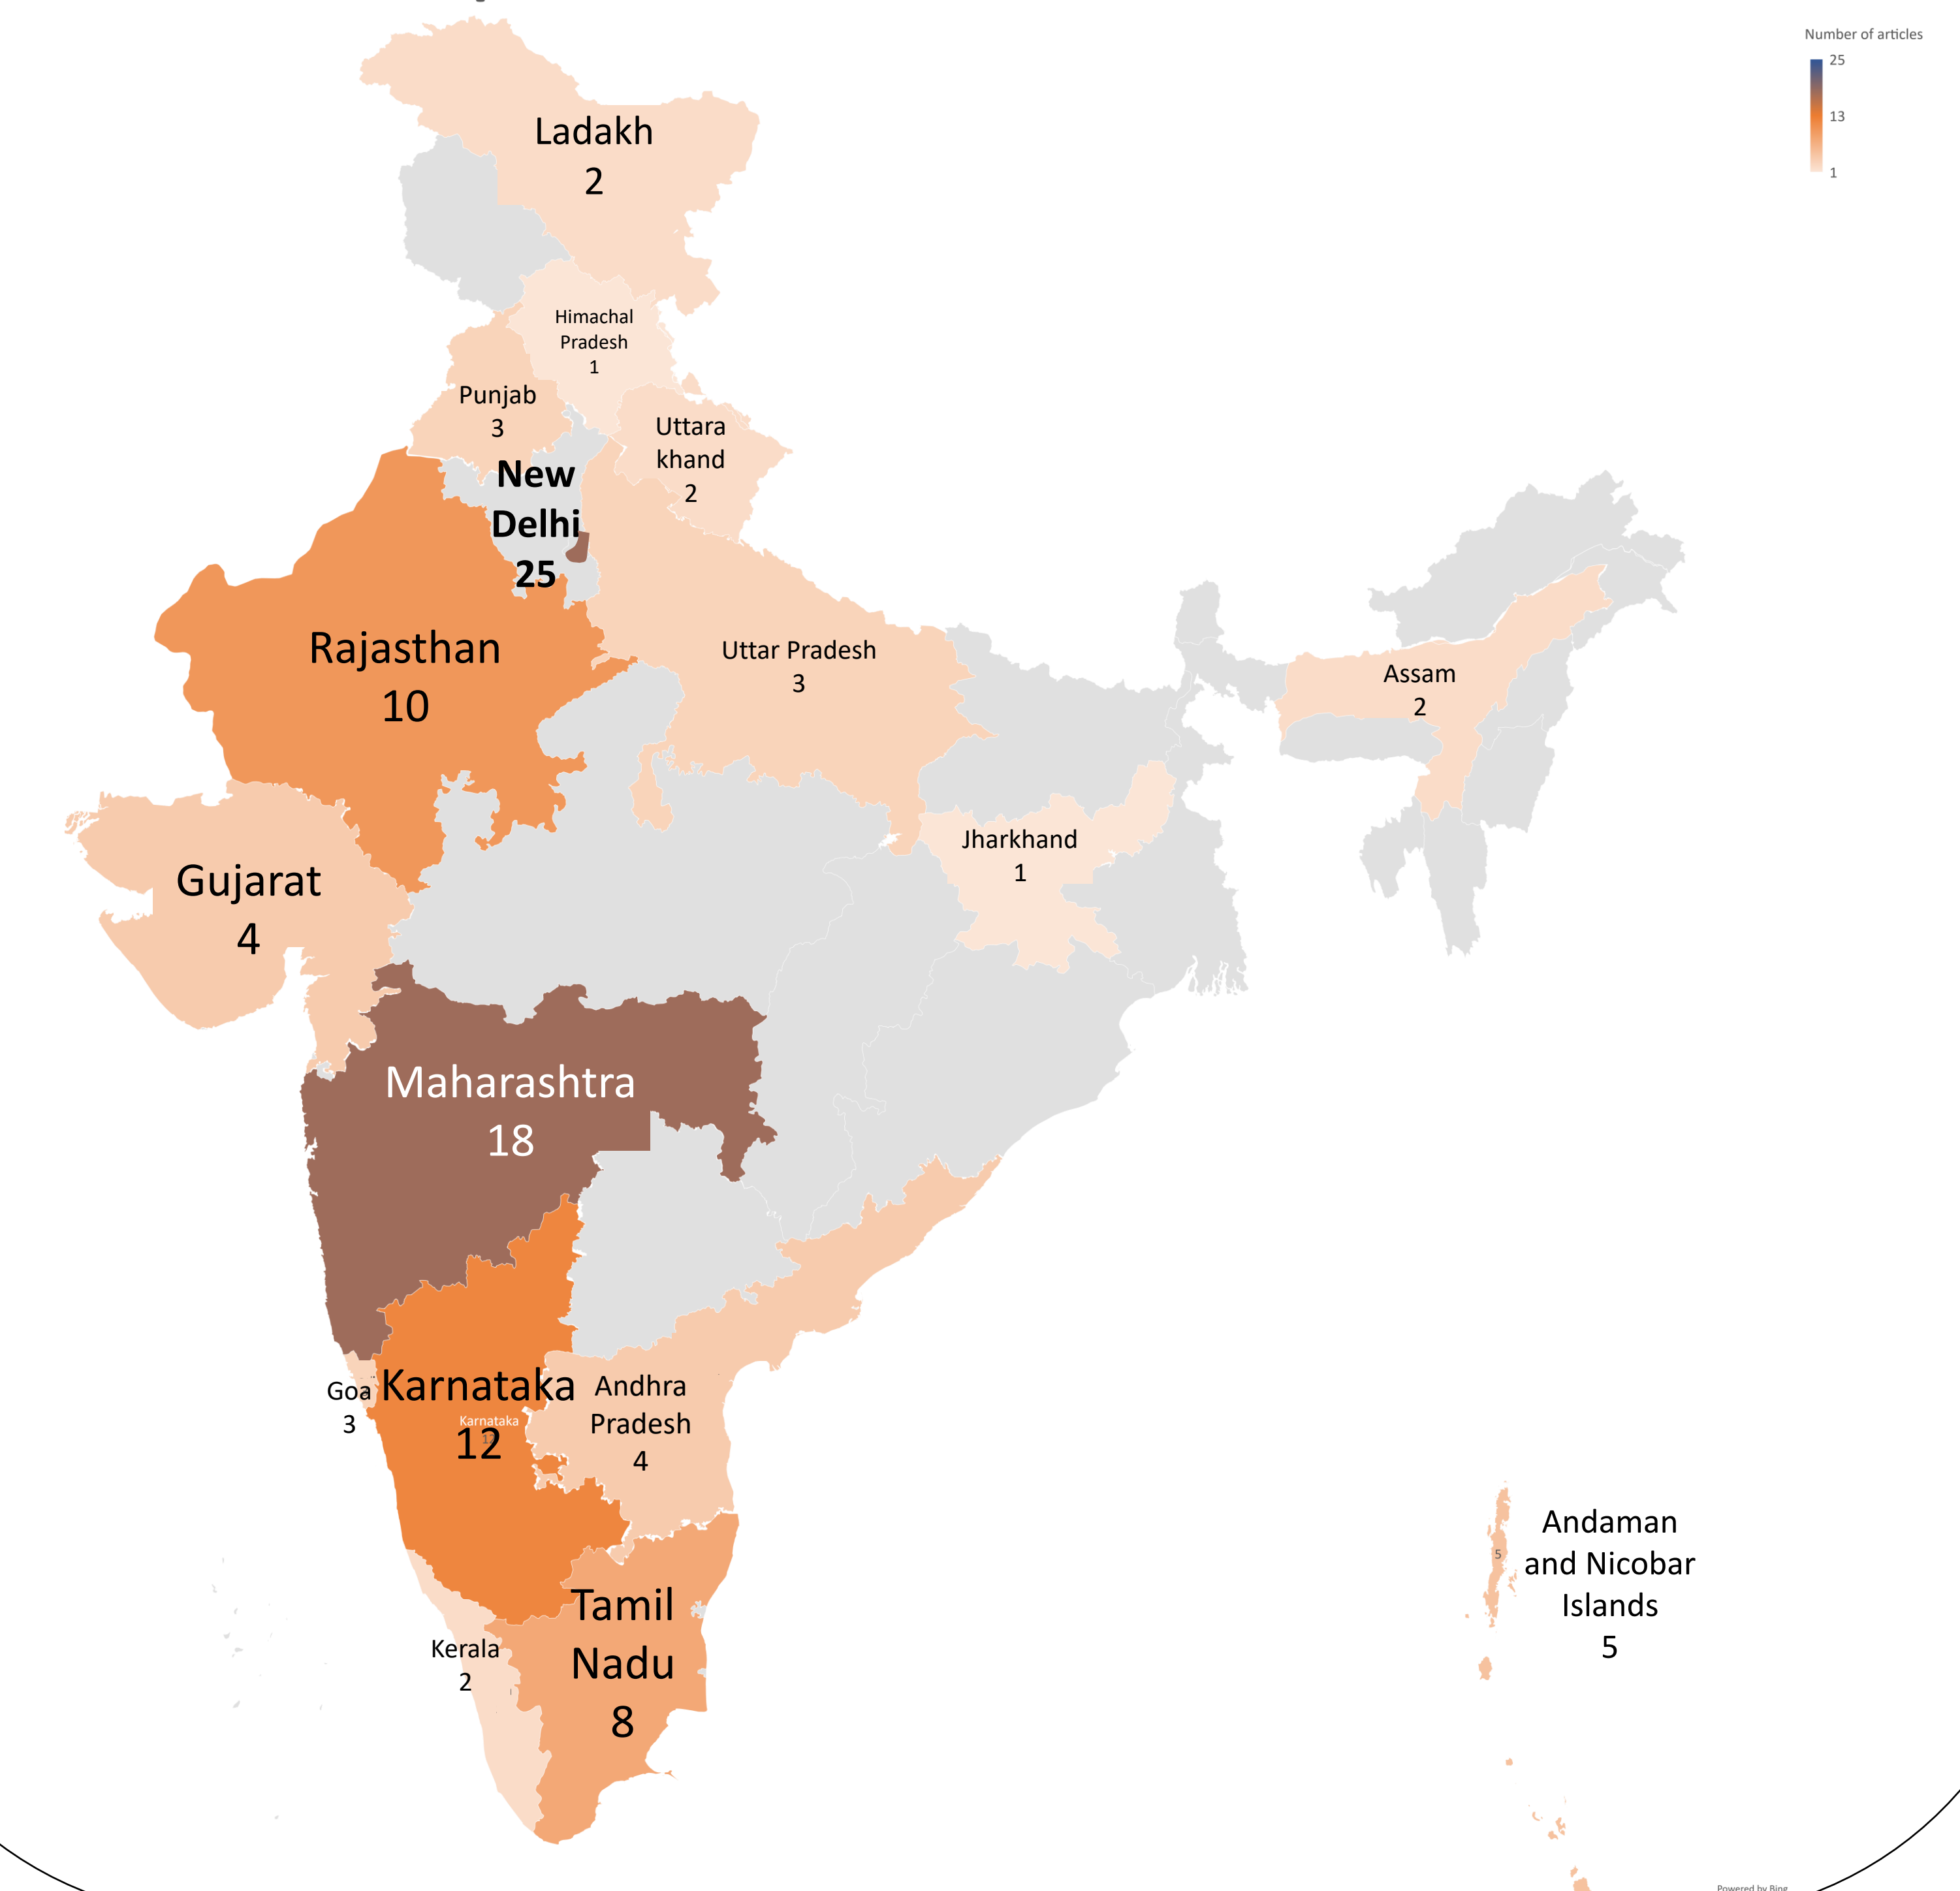 Number of articles
25
13
1
Ladakh
2
Himachal
Pradesh
1
Punjab
3
Uttara
khand
2
New
Delhi
25
Rajasthan
10
Uttar Pradesh
3
Assam
2
Jharkhand
1
Gujarat
4
Maharashtra
18
Goa
3
Karnataka
12
Karnataka
Andhra
Pradesh
4
Andaman
and Nicobar
Islands
5
5
Tamil
Nadu
8
Kerala
2
Powered by Bing